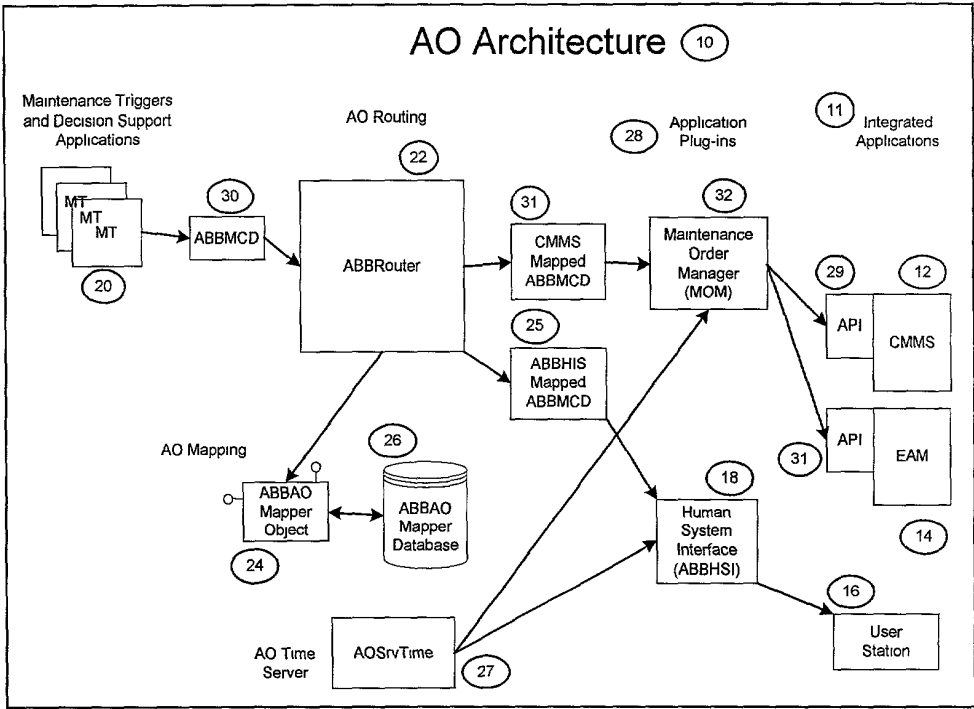 AO Architecture 10
Maintenance Triggers
and Decision Support
Applications
AO Routing
28
Application
Plug-ins
11
Integrated
Applications
22
MT
MT
MT
20
30
ABBMCD
ABBRouter
31
CMMS
Mapped
ABBMCD
32
Maintenance
Order
Manager
(MOM)
29
12
API
CMMS
25
ABBHIS
Mapped
ABBMCD
API
EAM
31
14
AO Mapping
26
ABBAO
Mapper
Object
24
ABBAO
Mapper
Database
18
Human
System
Interface
(ABBHSI)
16
User
Station
AO Time
Server
AOSrvTime
27